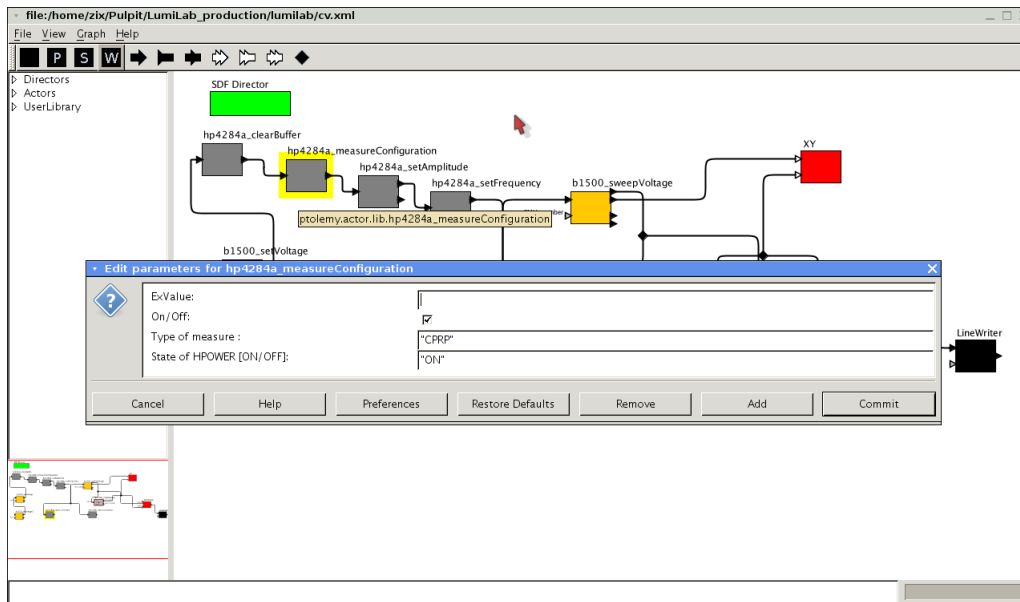 file:/home/zix/Pulpit/LumiLab_production/lumilab/cv.xml
File View Graph Help
P S W
Directors
Actors
UserLibrary
SDF Director
hp4284a_clearBuffer
hp4284a_measureConfiguration
hp4284a_setAmplitude
hp4284a_setFrequency
b1500_sweepVoltage
XY
ptolemy.actor.lib.hp4284a_measureConfiguration
b1500_setVoltage
Edit parameters for hp4284a_measureConfiguration
ExValue:
On/Off:
Type of measure : "CPRP"
State of HPOWER [ON/OFF]: "ON"
Cancel Help Preferences Restore Defaults Remove Add Commit
LineWriter